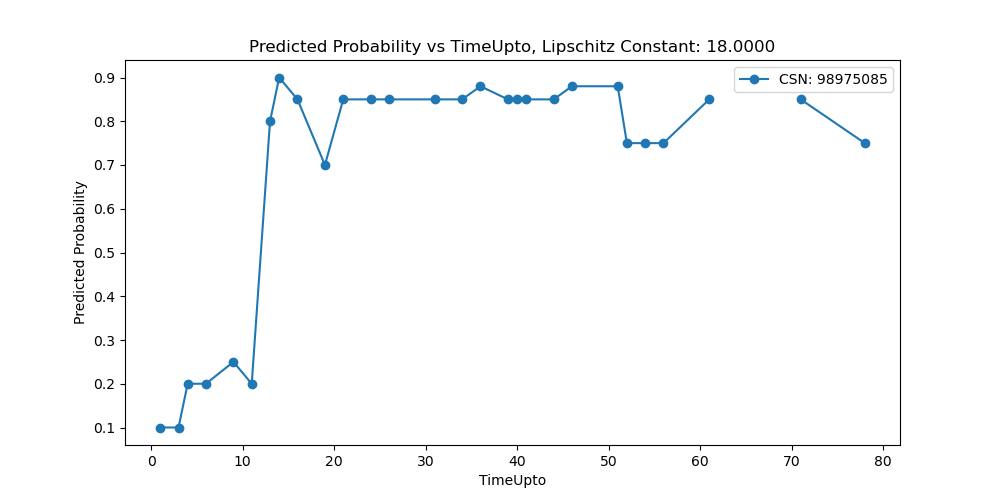 Predicted Probability vs TimeUpto, Lipschitz Constant: 18.0000
CSN: 98975085
Predicted Probability
0.9
0.8
0.7
0.6
0.5
0.4
0.3
0.2
0.1
0 10 20 30 40 50 60 70 80
TimeUpto